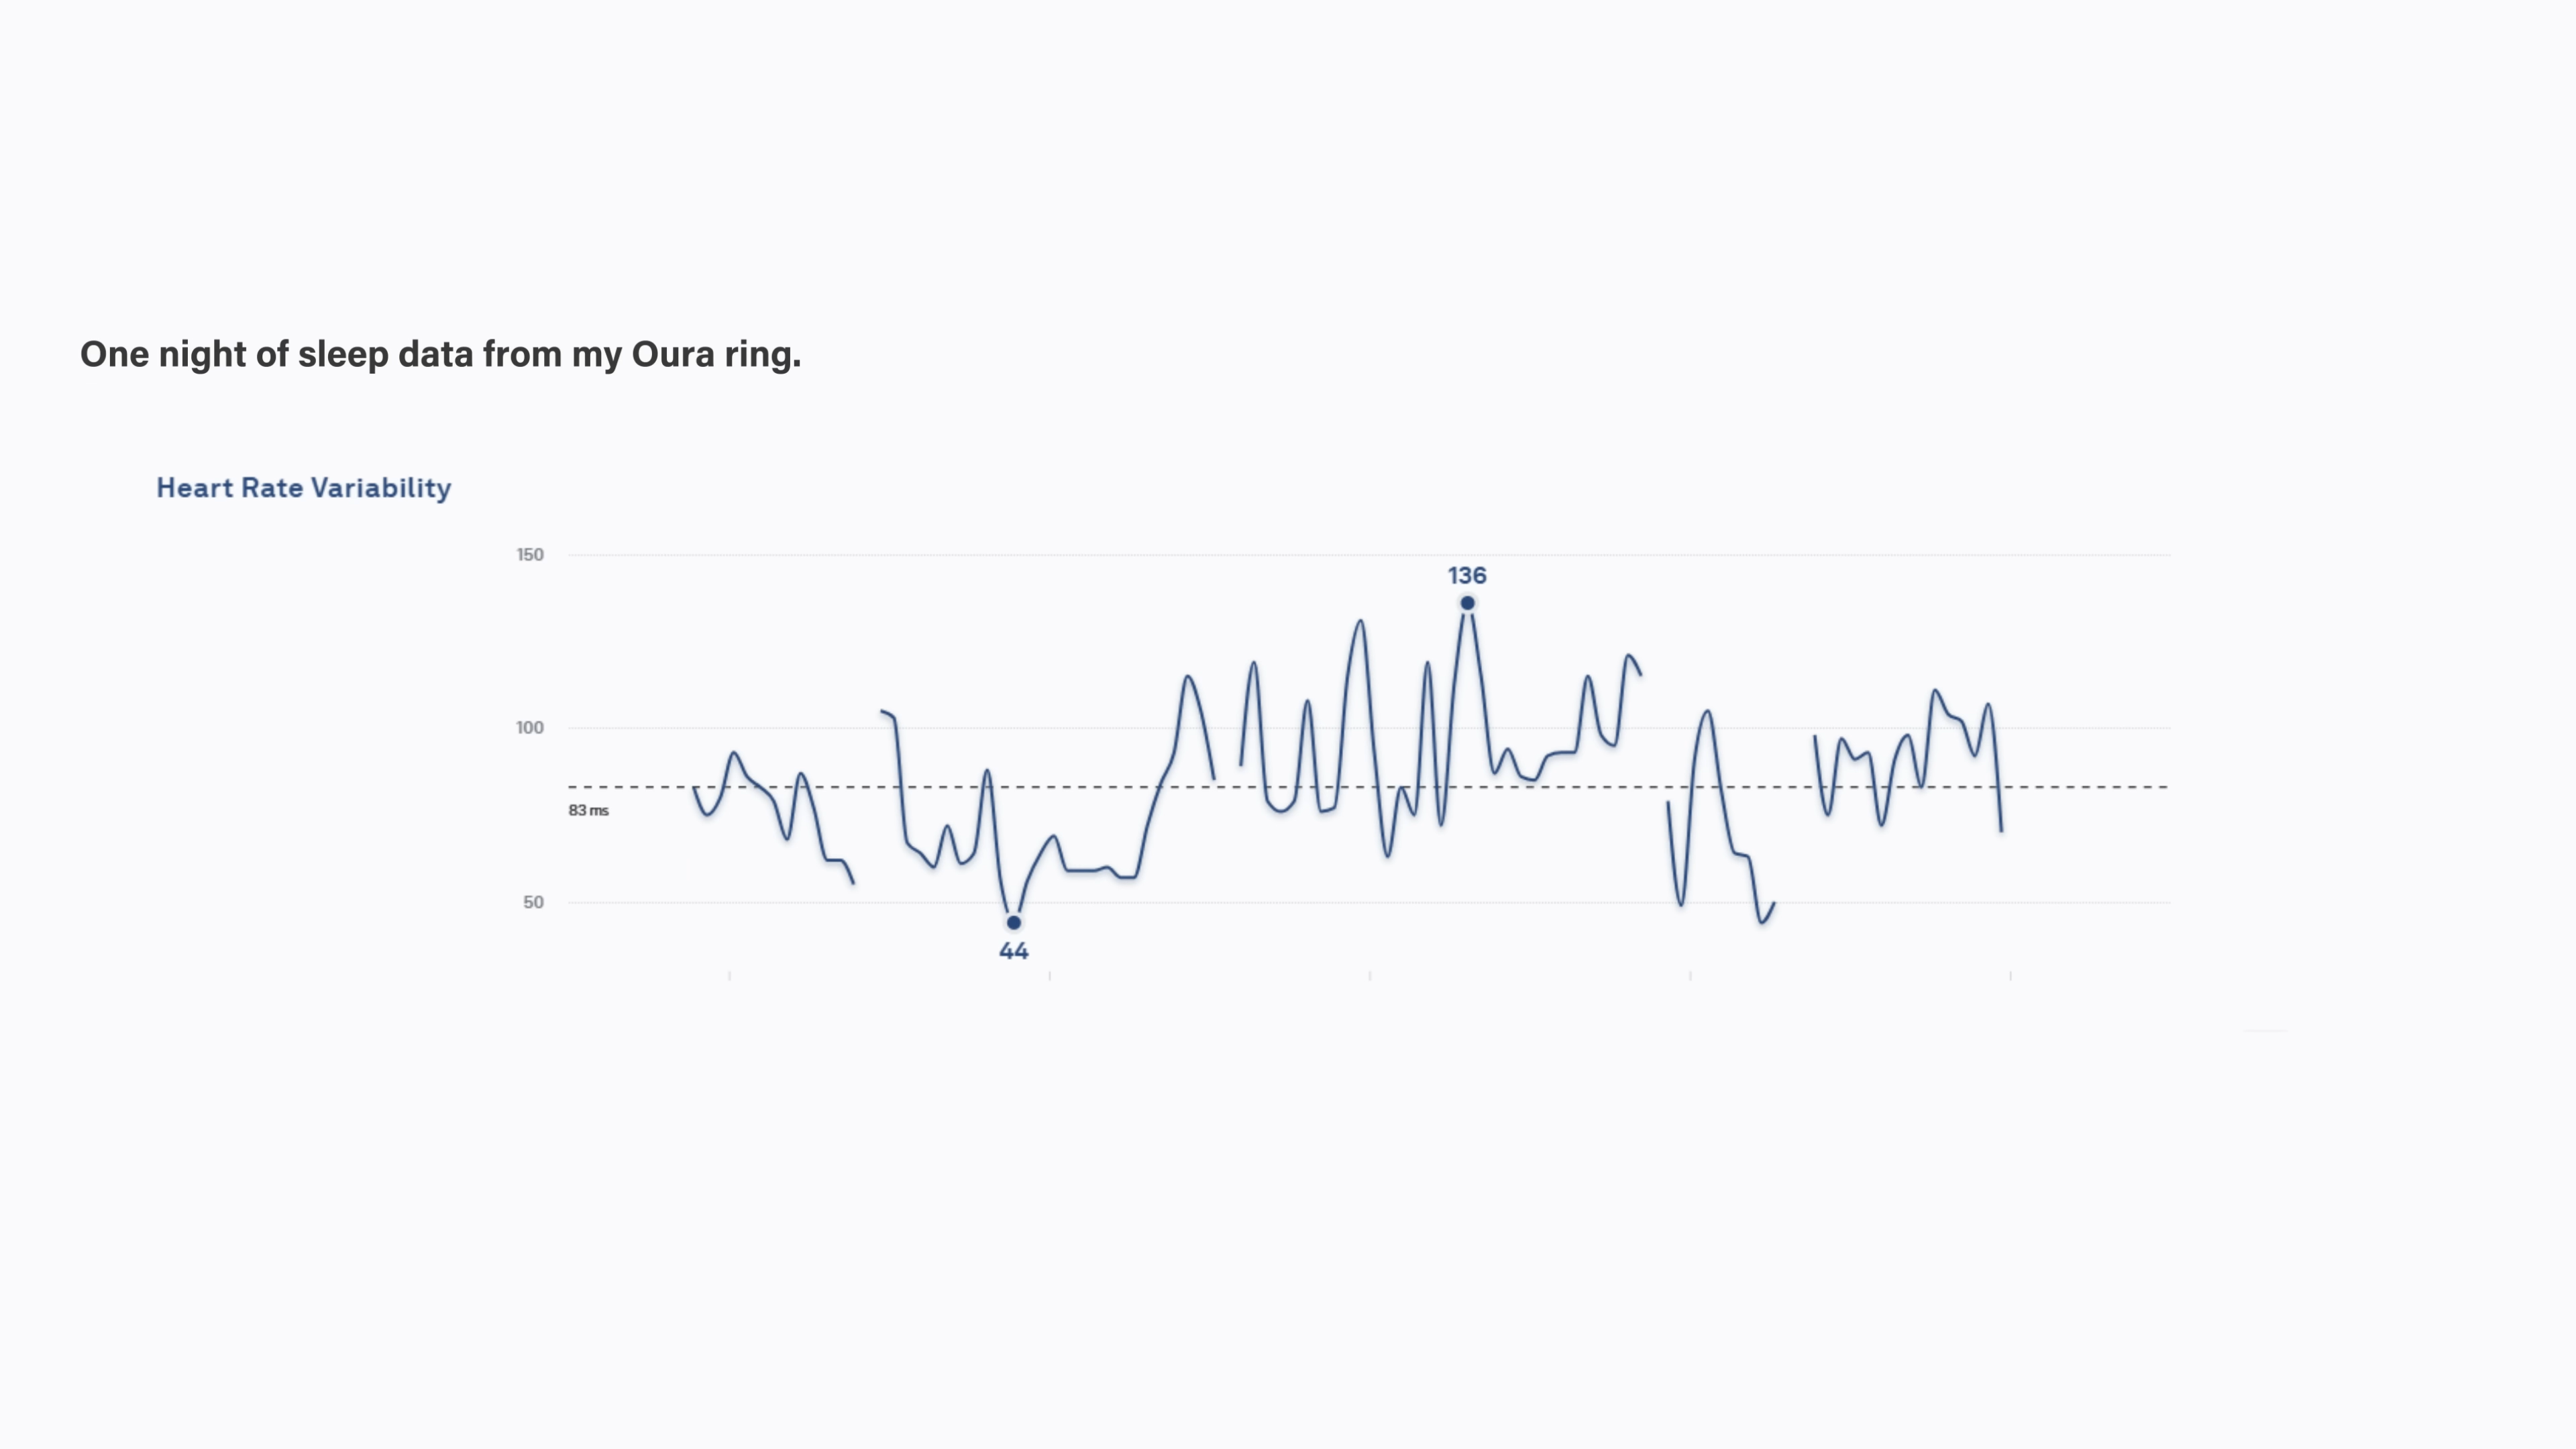 One night of sleep data from my Oura ring.
Heart Rate Variability
150
136
100
83 ms
50
44